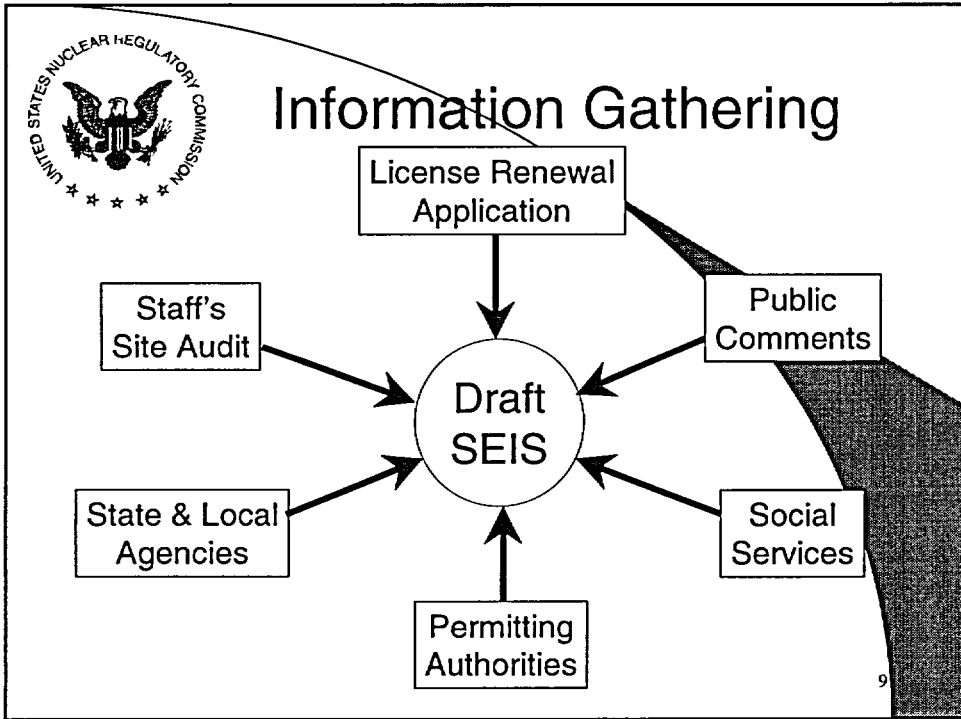 UNITED STATES NUCLEAR REGULATORY COMMISSION
Information Gathering
License Renewal
Application
Staff's
Site Audit
Public
Comments
Draft
SEIS
State & Local
Agencies
Social
Services
Permitting
Authorities
9